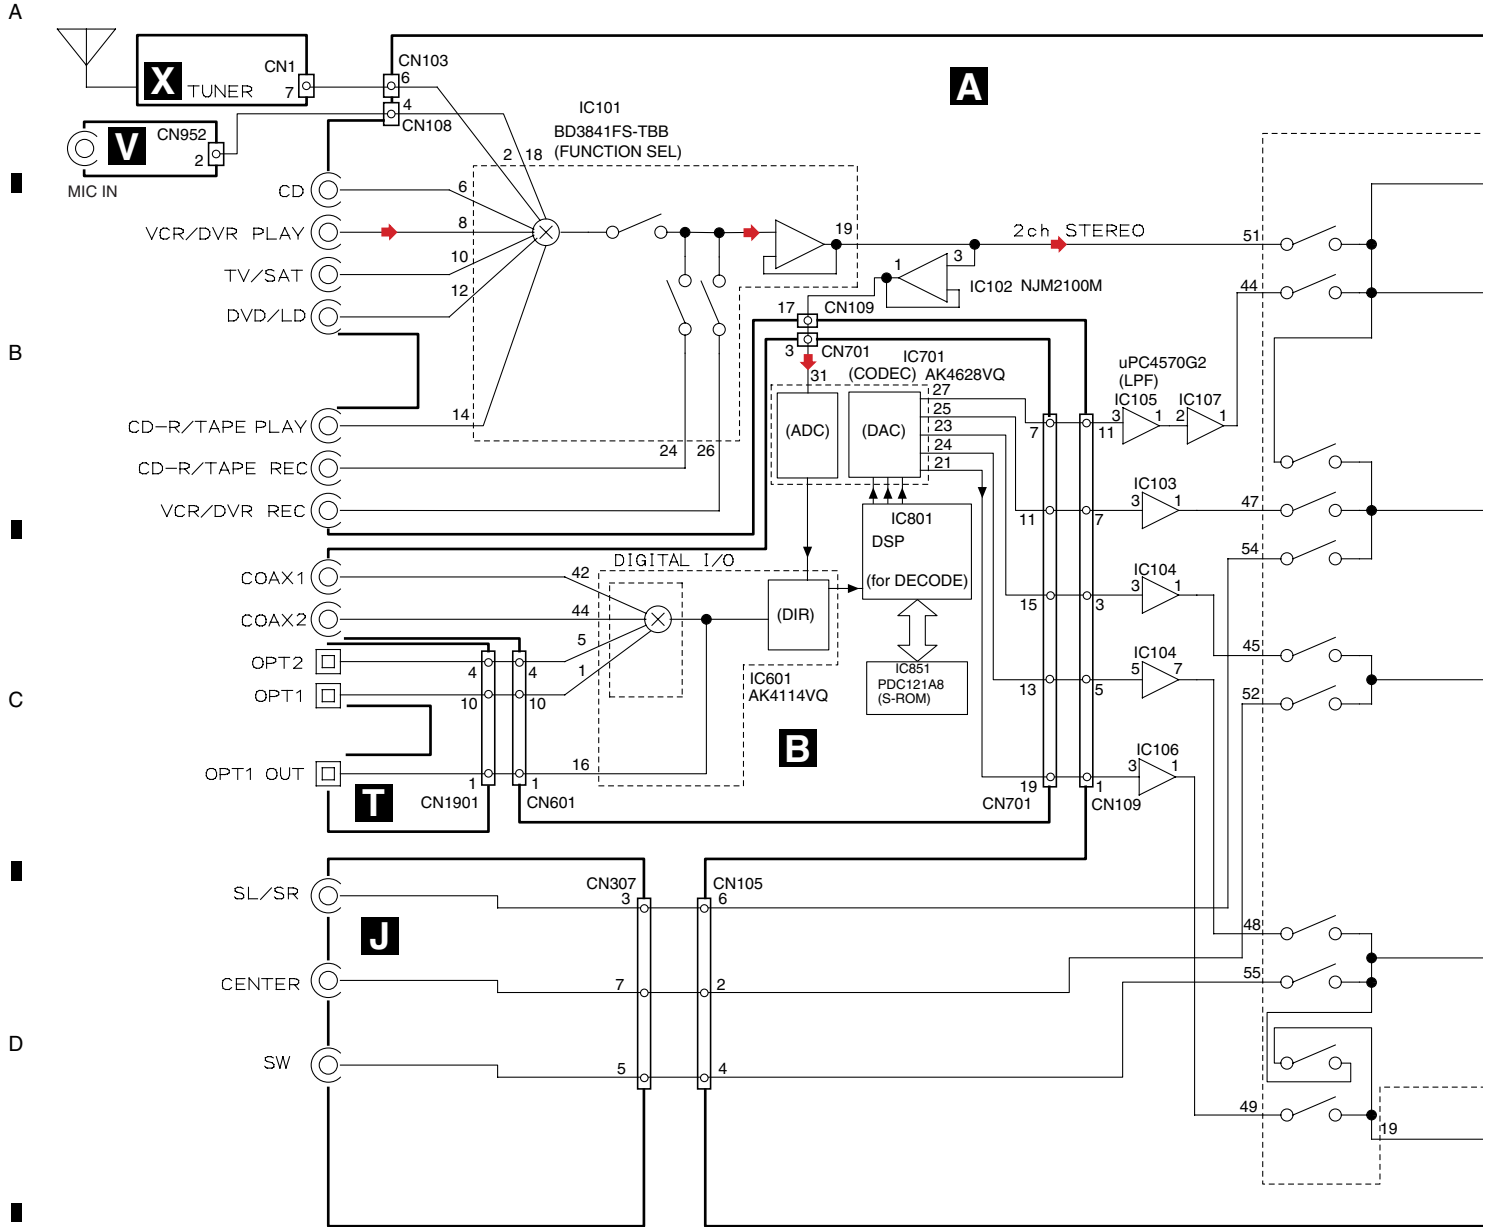 A
CN1
X TUNER 7
CN103
6
4
CN108
A
IC101
BD3841FS-TBB
(FUNCTION SEL)
V CN952
2
MIC IN
2 18
CD 6
VCR/DVR PLAY 8
19
2ch STEREO
51
TV/SAT 10
1 3
IC102 NJM2100M
44
DVD/LD 12
17 CN109
B
3 CN701
IC701
(CODEC) AK4628VQ
31
uPC4570G2
(LPF)
IC105 IC107
27
25
23
24
21
3 1 2 1
CD-R/TAPE PLAY 14
(ADC) (DAC)
7 11
CD-R/TAPE REC
24 26
VCR/DVR REC
IC801
DSP
(for DECODE)
11 7
IC103
3 1
47
54
DIGITAL I/O
COAX1 42
COAX2 44
(DIR)
15 3
IC104
3 1
5
OPT2 4 4
1
OPT1 10 10
IC601
AK4114VQ
IC851
PDC121A8
(S-ROM)
13 5
IC104
5 7
45
52
C
B
OPT1 OUT 16
1 1
T CN1901 CN601
19 1
CN701 CN109
IC106
3 1
SL/SR
CN307 CN105
3 6
J
48
CENTER 7 2
55
D
SW 5 4
49
19